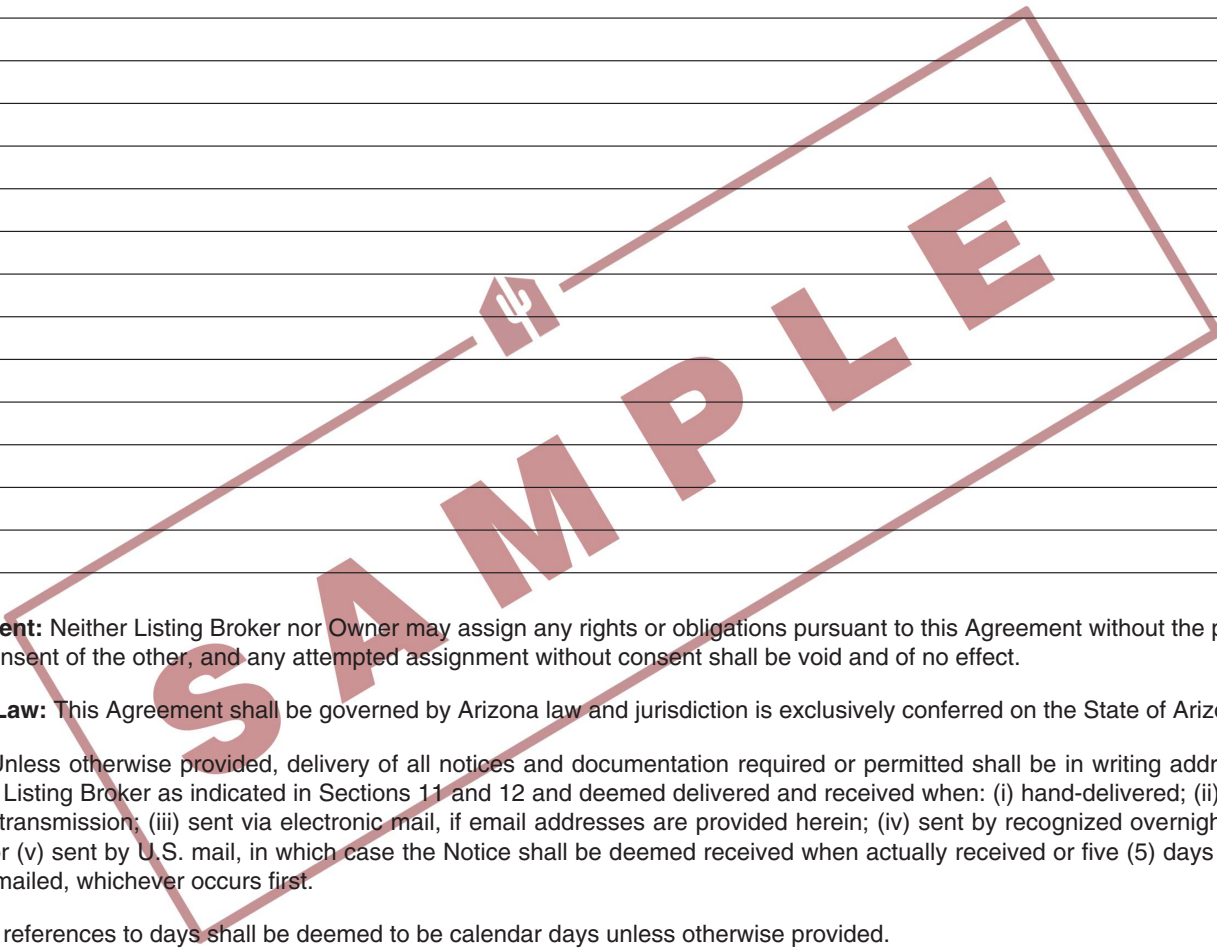 SAMPLE
ent: Neither Listing Broker nor Owner may assign any rights or obligations pursuant to this Agreement without the p
nsent of the other, and any attempted assignment without consent shall be void and of no effect.
Law: This Agreement shall be governed by Arizona law and jurisdiction is exclusively conferred on the State of Arizo
Unless otherwise provided, delivery of all notices and documentation required or permitted shall be in writing addr
Listing Broker as indicated in Sections 11 and 12 and deemed delivered and received when: (i) hand-delivered; (ii)
transmission; (iii) sent via electronic mail, if email addresses are provided herein; (iv) sent by recognized overnigh
or (v) sent by U.S. mail, in which case the Notice shall be deemed received when actually received or five (5) days
mailed, whichever occurs first.
references to days shall be deemed to be calendar days unless otherwise provided.